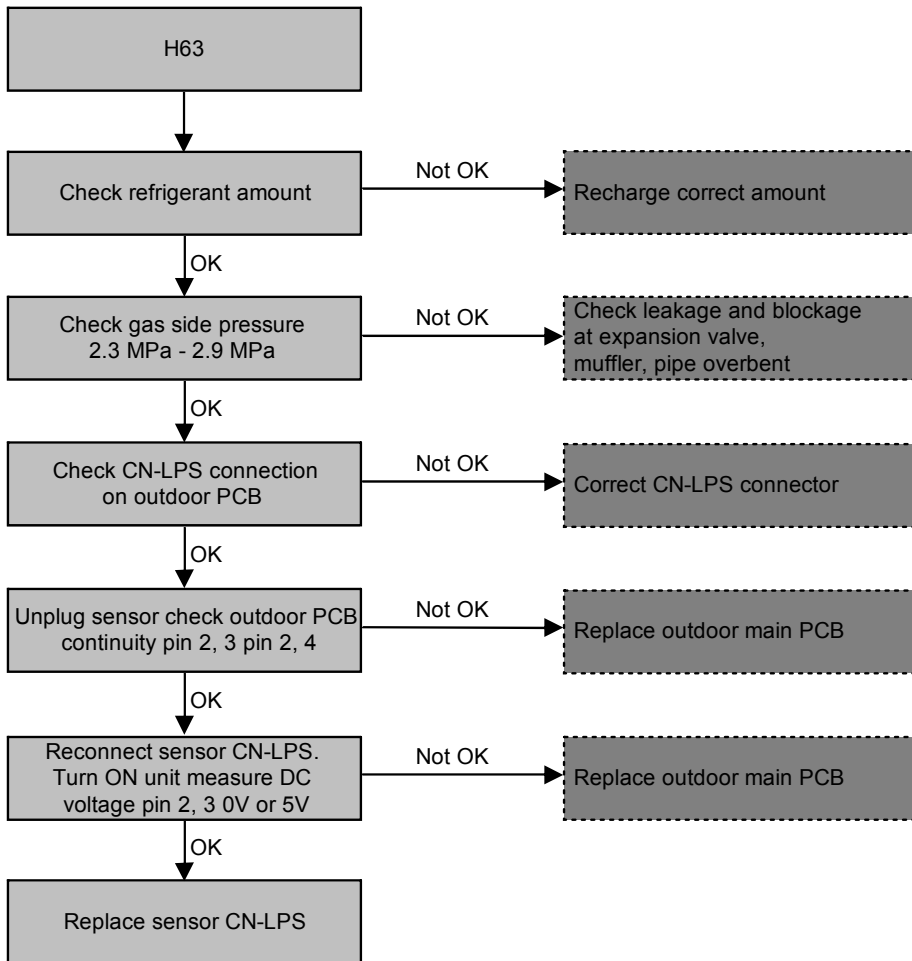 H63
Check refrigerant amount
Not OK
Recharge correct amount
OK
Check gas side pressure
2.3 MPa - 2.9 MPa
Not OK
Check leakage and blockage
at expansion valve,
muffler, pipe overbent
OK
Check CN-LPS connection
on outdoor PCB
Not OK
Correct CN-LPS connector
OK
Unplug sensor check outdoor PCB
continuity pin 2, 3 pin 2, 4
Not OK
Replace outdoor main PCB
OK
Reconnect sensor CN-LPS.
Turn ON unit measure DC
voltage pin 2, 3 0V or 5V
Not OK
Replace outdoor main PCB
OK
Replace sensor CN-LPS